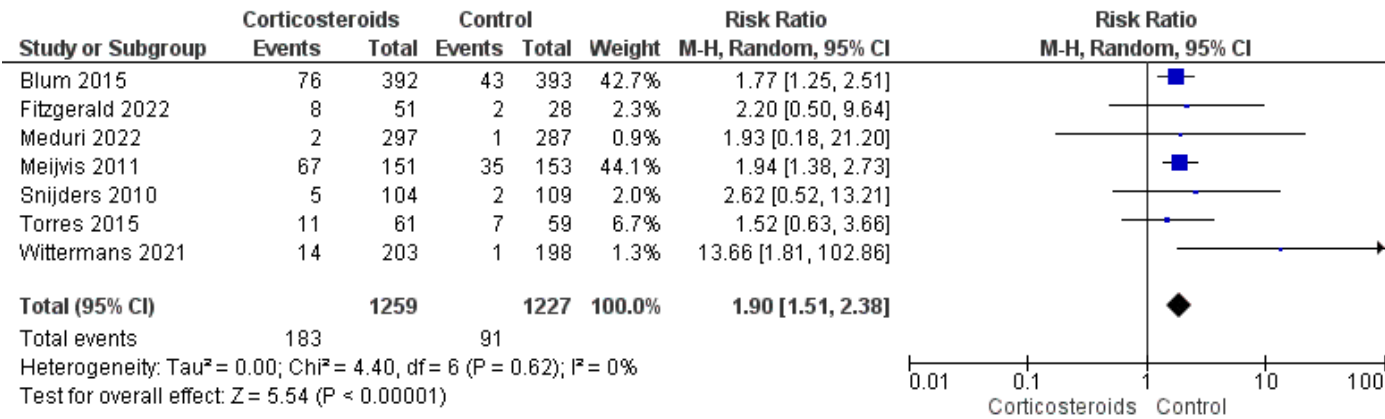 Corticosteroids Control Risk Ratio Risk Ratio
Study or Subgroup Events Total Events Total Weight M-H, Random, 95% CI M-H, Random, 95% CI
Blum 2015 76 392 43 393 42.7% 1.77 [1.25, 2.51]
Fitzgerald 2022 8 51 2 28 2.3% 2.20 [0.50, 9.64]
Meduri 2022 2 297 1 287 0.9% 1.93 [0.18, 21.20]
Meijvis 2011 67 151 35 153 44.1% 1.94 [1.38, 2.73]
Snijders 2010 5 104 2 109 2.0% 2.62 [0.52, 13.21]
Torres 2015 11 61 7 59 6.7% 1.52 [0.63, 3.66]
Wittermans 2021 14 203 1 198 1.3% 13.66 [1.81, 102.86]
Total (95% CI) 1259 1227 100.0% 1.90 [1.51, 2.38]
Total events 183 91
Heterogeneity: Tau² = 0.00; Chi² = 4.40, df = 6 (P = 0.62); I² = 0%
Test for overall effect: Z = 5.54 (P < 0.00001)
0.01 0.1 1 10 100
Corticosteroids Control